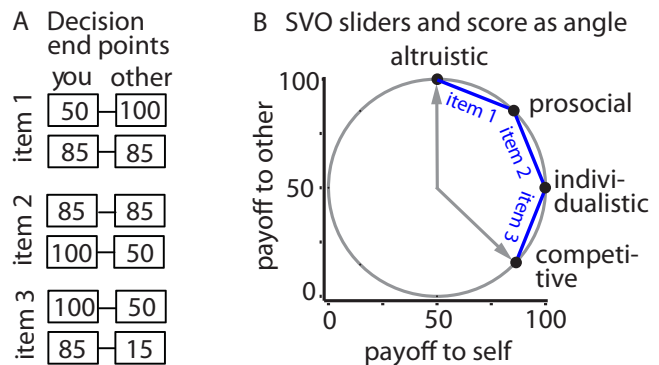 A Decision
end points
you other
item 1
50 100
85 85
item 2
85 85
100 50
item 3
100 50
85 15
B SVO sliders and score as angle
altruistic
100
prosocial
item 1
item 2
payoff to other
50
indivi-
dualistic
item 3
competi-
tive
0
0 50 100
payoff to self